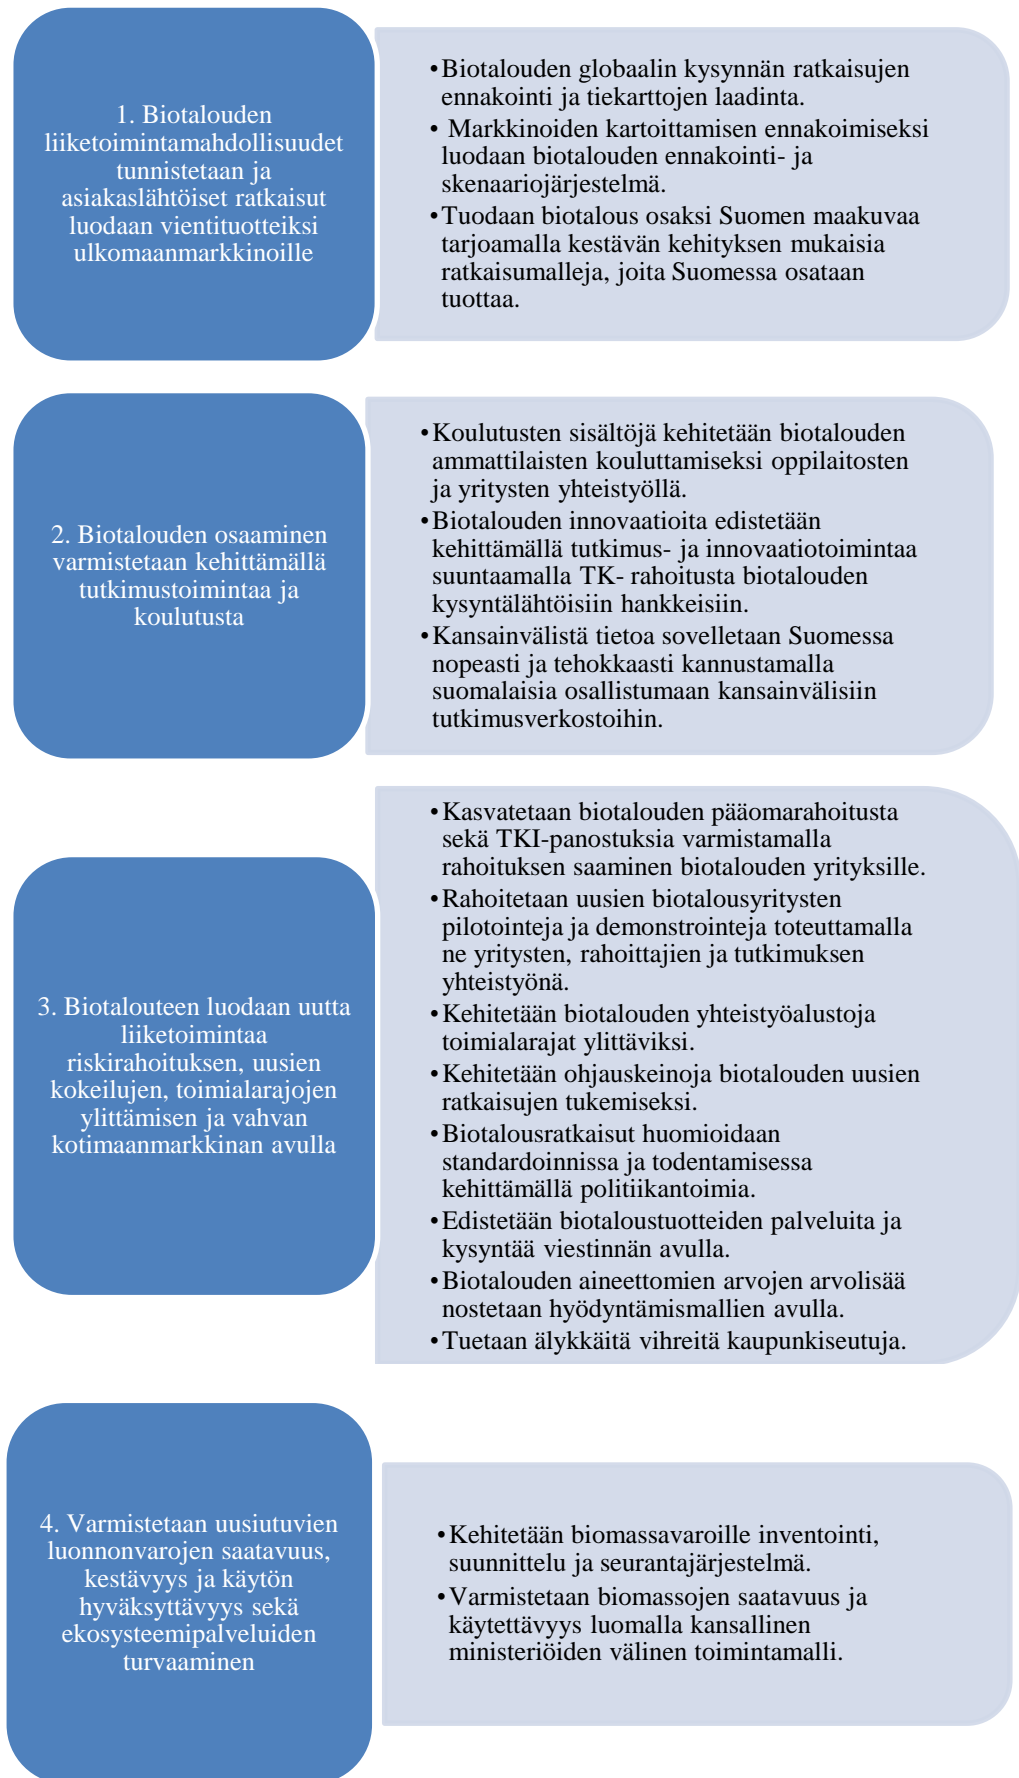 1. Biotalouden
liiketoimintamahdollisuudet
tunnistetaan ja
asiakaslähtöiset ratkaisut
luodaan vientituotteiksi
ulkomaanmarkkinoille
•Biotalouden globaalin kysynnän ratkaisujen
ennakointi ja tiekarttojen laadinta.
• Markkinoiden kartoittamisen ennakoimiseksi
luodaan biotalouden ennakointi- ja
skenaariojärjestelmä.
•Tuodaan biotalous osaksi Suomen maakuvaa
tarjoamalla kestävän kehityksen mukaisia
ratkaisumalleja, joita Suomessa osataan
tuottaa.
2. Biotalouden osaaminen
varmistetaan kehittämällä
tutkimustoimintaa ja
koulutusta
•Koulutusten sisältöjä kehitetään biotalouden
ammattilaisten kouluttamiseksi oppilaitosten
ja yritysten yhteistyöllä.
•Biotalouden innovaatioita edistetään
kehittämällä tutkimus- ja innovaatiotoimintaa
suuntaamalla TK- rahoitusta biotalouden
kysyntälähtöisiin hankkeisiin.
•Kansainvälistä tietoa sovelletaan Suomessa
nopeasti ja tehokkaasti kannustamalla
suomalaisia osallistumaan kansainvälisiin
tutkimusverkostoihin.
3. Biotalouteen luodaan uutta
liiketoimintaa
riskirahoituksen, uusien
kokeilujen, toimialarajojen
ylittämisen ja vahvan
kotimaanmarkkinan avulla
•Kasvatetaan biotalouden pääomarahoitusta
sekä TKI-panostuksia varmistamalla
rahoituksen saaminen biotalouden yrityksille.
•Rahoitetaan uusien biotalousyritysten
pilotointeja ja demonstrointeja toteuttamalla
ne yritysten, rahoittajien ja tutkimuksen
yhteistyönä.
•Kehitetään biotalouden yhteistyöalustoja
toimialarajat ylittäviksi.
•Kehitetään ohjauskeinoja biotalouden uusien
ratkaisujen tukemiseksi.
•Biotalousratkaisut huomioidaan
standardoinnissa ja todentamisessa
kehittämällä politiikantoimia.
•Edistetään biotaloustuotteiden palveluita ja
kysyntää viestinnän avulla.
•Biotalouden aineettomien arvojen arvolisää
nostetaan hyödyntämismallien avulla.
•Tuetaan älykkäitä vihreitä kaupunkiseutuja.
4. Varmistetaan uusiutuvien
luonnonvarojen saatavuus,
kestävyys ja käytön
hyväksyttävyys sekä
ekosysteemipalveluiden
turvaaminen
•Kehitetään biomassavaroille inventointi,
suunnittelu ja seurantajärjestelmä.
•Varmistetaan biomassojen saatavuus ja
käytettävyys luomalla kansallinen
ministeriöiden välinen toimintamalli.